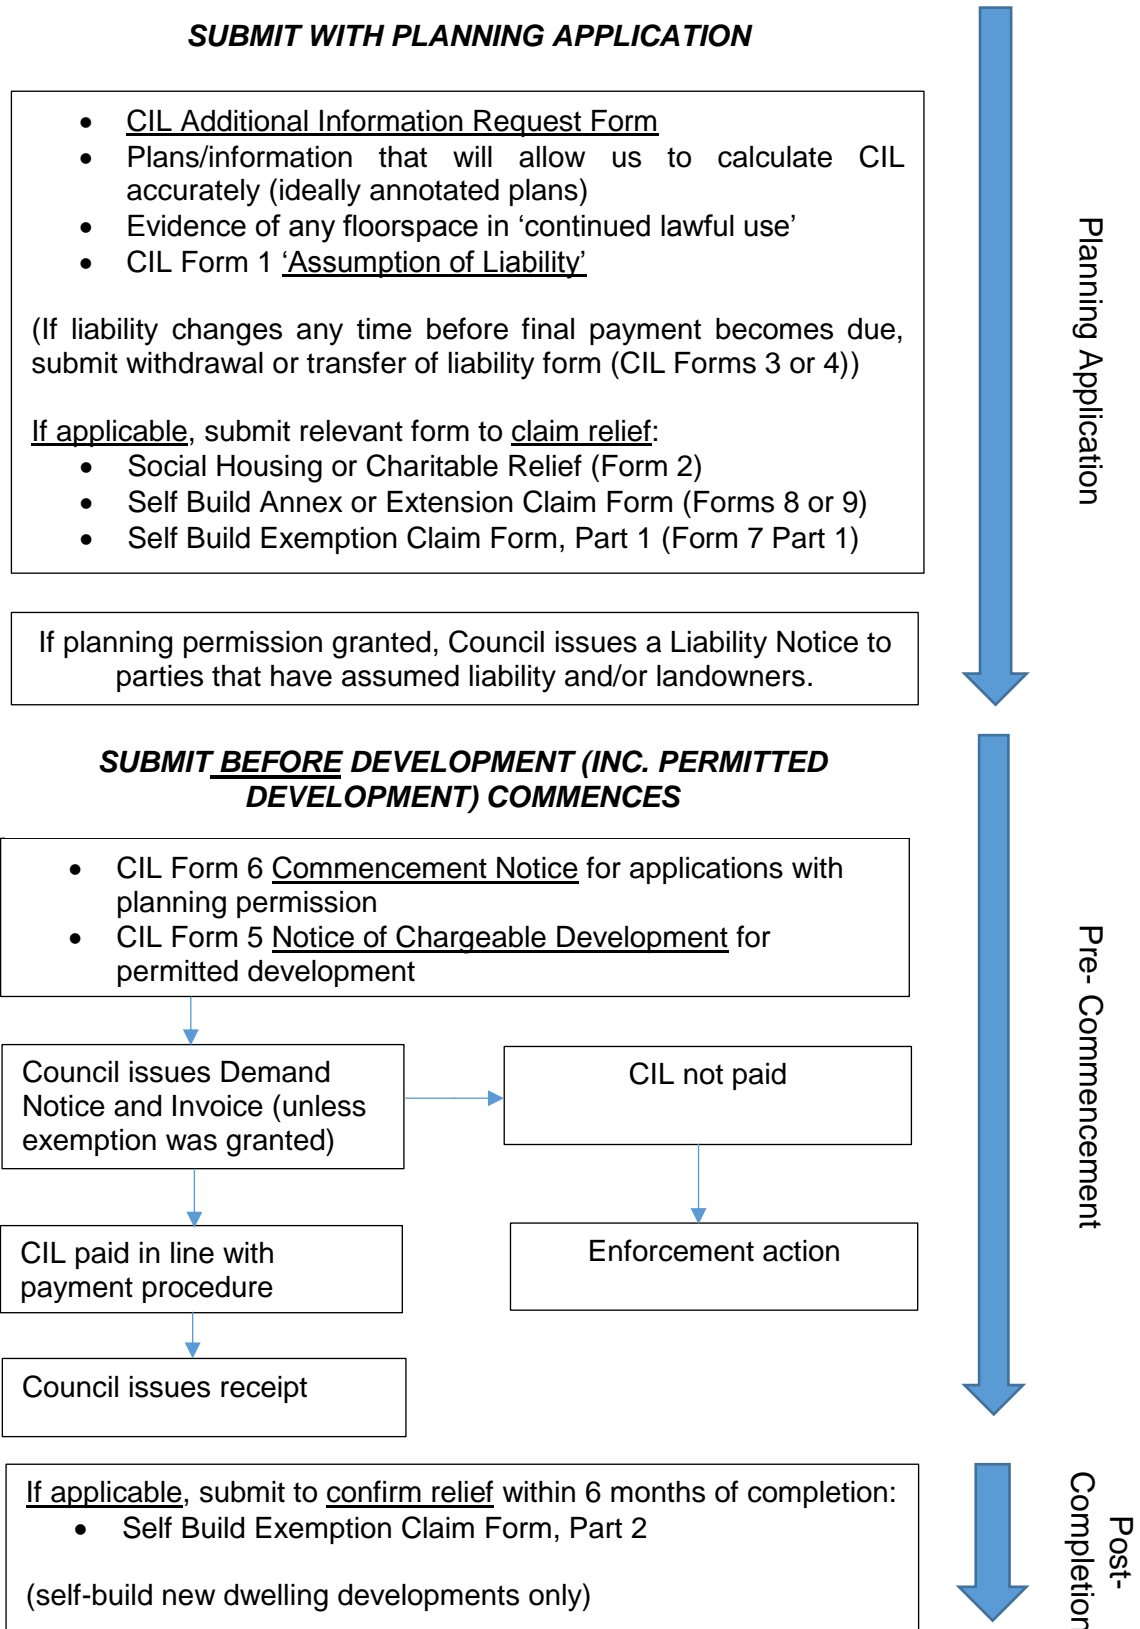 SUBMIT WITH PLANNING APPLICATION
• CIL Additional Information Request Form
• Plans/information that will allow us to calculate CIL
accurately (ideally annotated plans)
• Evidence of any floorspace in ‘continued lawful use’
• CIL Form 1 ‘Assumption of Liability’
(If liability changes any time before final payment becomes due,
submit withdrawal or transfer of liability form (CIL Forms 3 or 4))
If applicable, submit relevant form to claim relief:
• Social Housing or Charitable Relief (Form 2)
• Self Build Annex or Extension Claim Form (Forms 8 or 9)
• Self Build Exemption Claim Form, Part 1 (Form 7 Part 1)
If planning permission granted, Council issues a Liability Notice to
parties that have assumed liability and/or landowners.
Planning Application
SUBMIT BEFORE DEVELOPMENT (INC. PERMITTED
DEVELOPMENT) COMMENCES
• CIL Form 6 Commencement Notice for applications with
planning permission
• CIL Form 5 Notice of Chargeable Development for
permitted development
Council issues Demand
Notice and Invoice (unless
exemption was granted)
CIL not paid
CIL paid in line with
payment procedure
Enforcement action
Council issues receipt
Pre- Commencement
If applicable, submit to confirm relief within 6 months of completion:
• Self Build Exemption Claim Form, Part 2
(self-build new dwelling developments only)
Post-
Completion